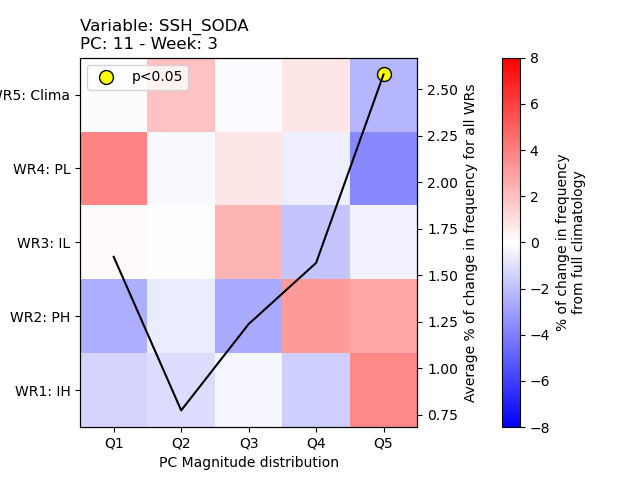 Variable: SSH_SODA
PC: 11 - Week: 3
p<0.05
WR5: Clima
WR4: PL
WR3: IL
WR2: PH
WR1: IH
Q1 Q2 Q3 Q4 Q5
PC Magnitude distribution
2.50
2.25
2.00
1.75
1.50
1.25
1.00
0.75
Average % of change in frequency for all WRs
8
6
4
2
0
−2
−4
−6
−8
% of change in frequency
from full climatology